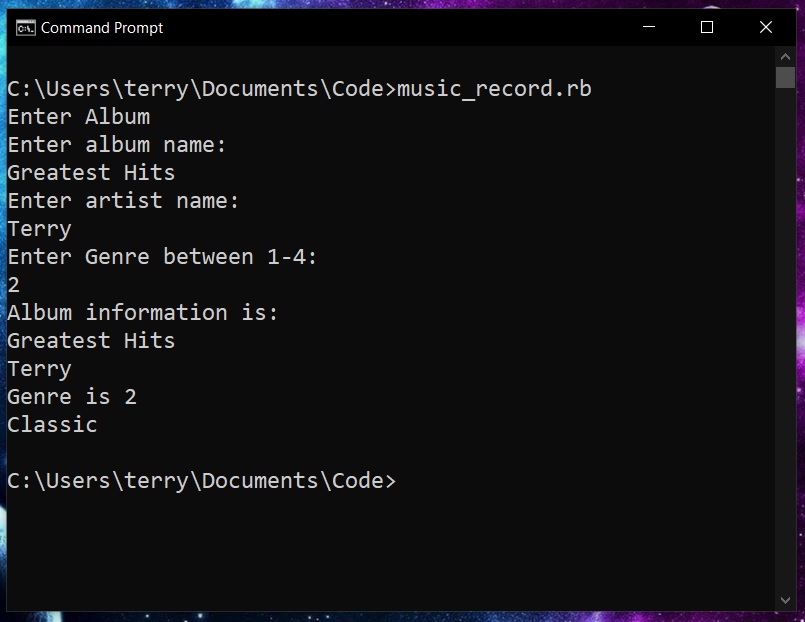 Command Prompt
C:\Users\terry\Documents\Code>music_record.rb
Enter Album
Enter album name:
Greatest Hits
Enter artist name:
Terry
Enter Genre between 1-4:
2
Album information is:
Greatest Hits
Terry
Genre is 2
Classic
C:\Users\terry\Documents\Code>